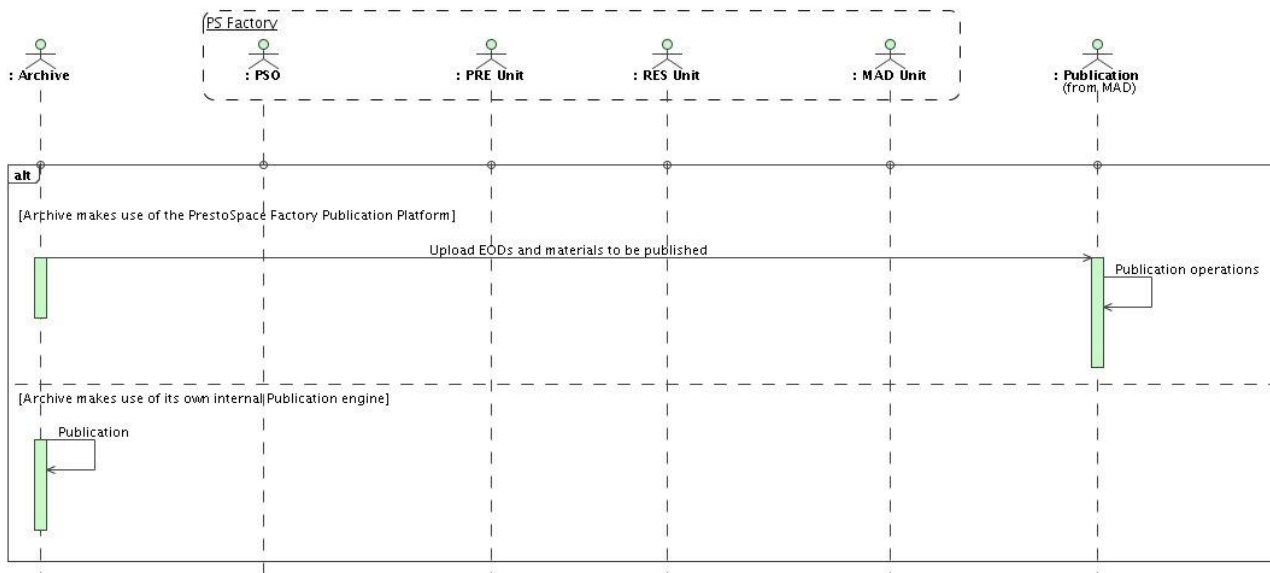 PS Factory
: Archive
: PSO
: PRE Unit
: RES Unit
: MAD Unit
: Publication
(from MAD)
alt
[Archive makes use of the PrestoSpace Factory Publication Platform]
Upload EODs and materials to be published
Publication operations
[Archive makes use of its own internal Publication engine]
Publication